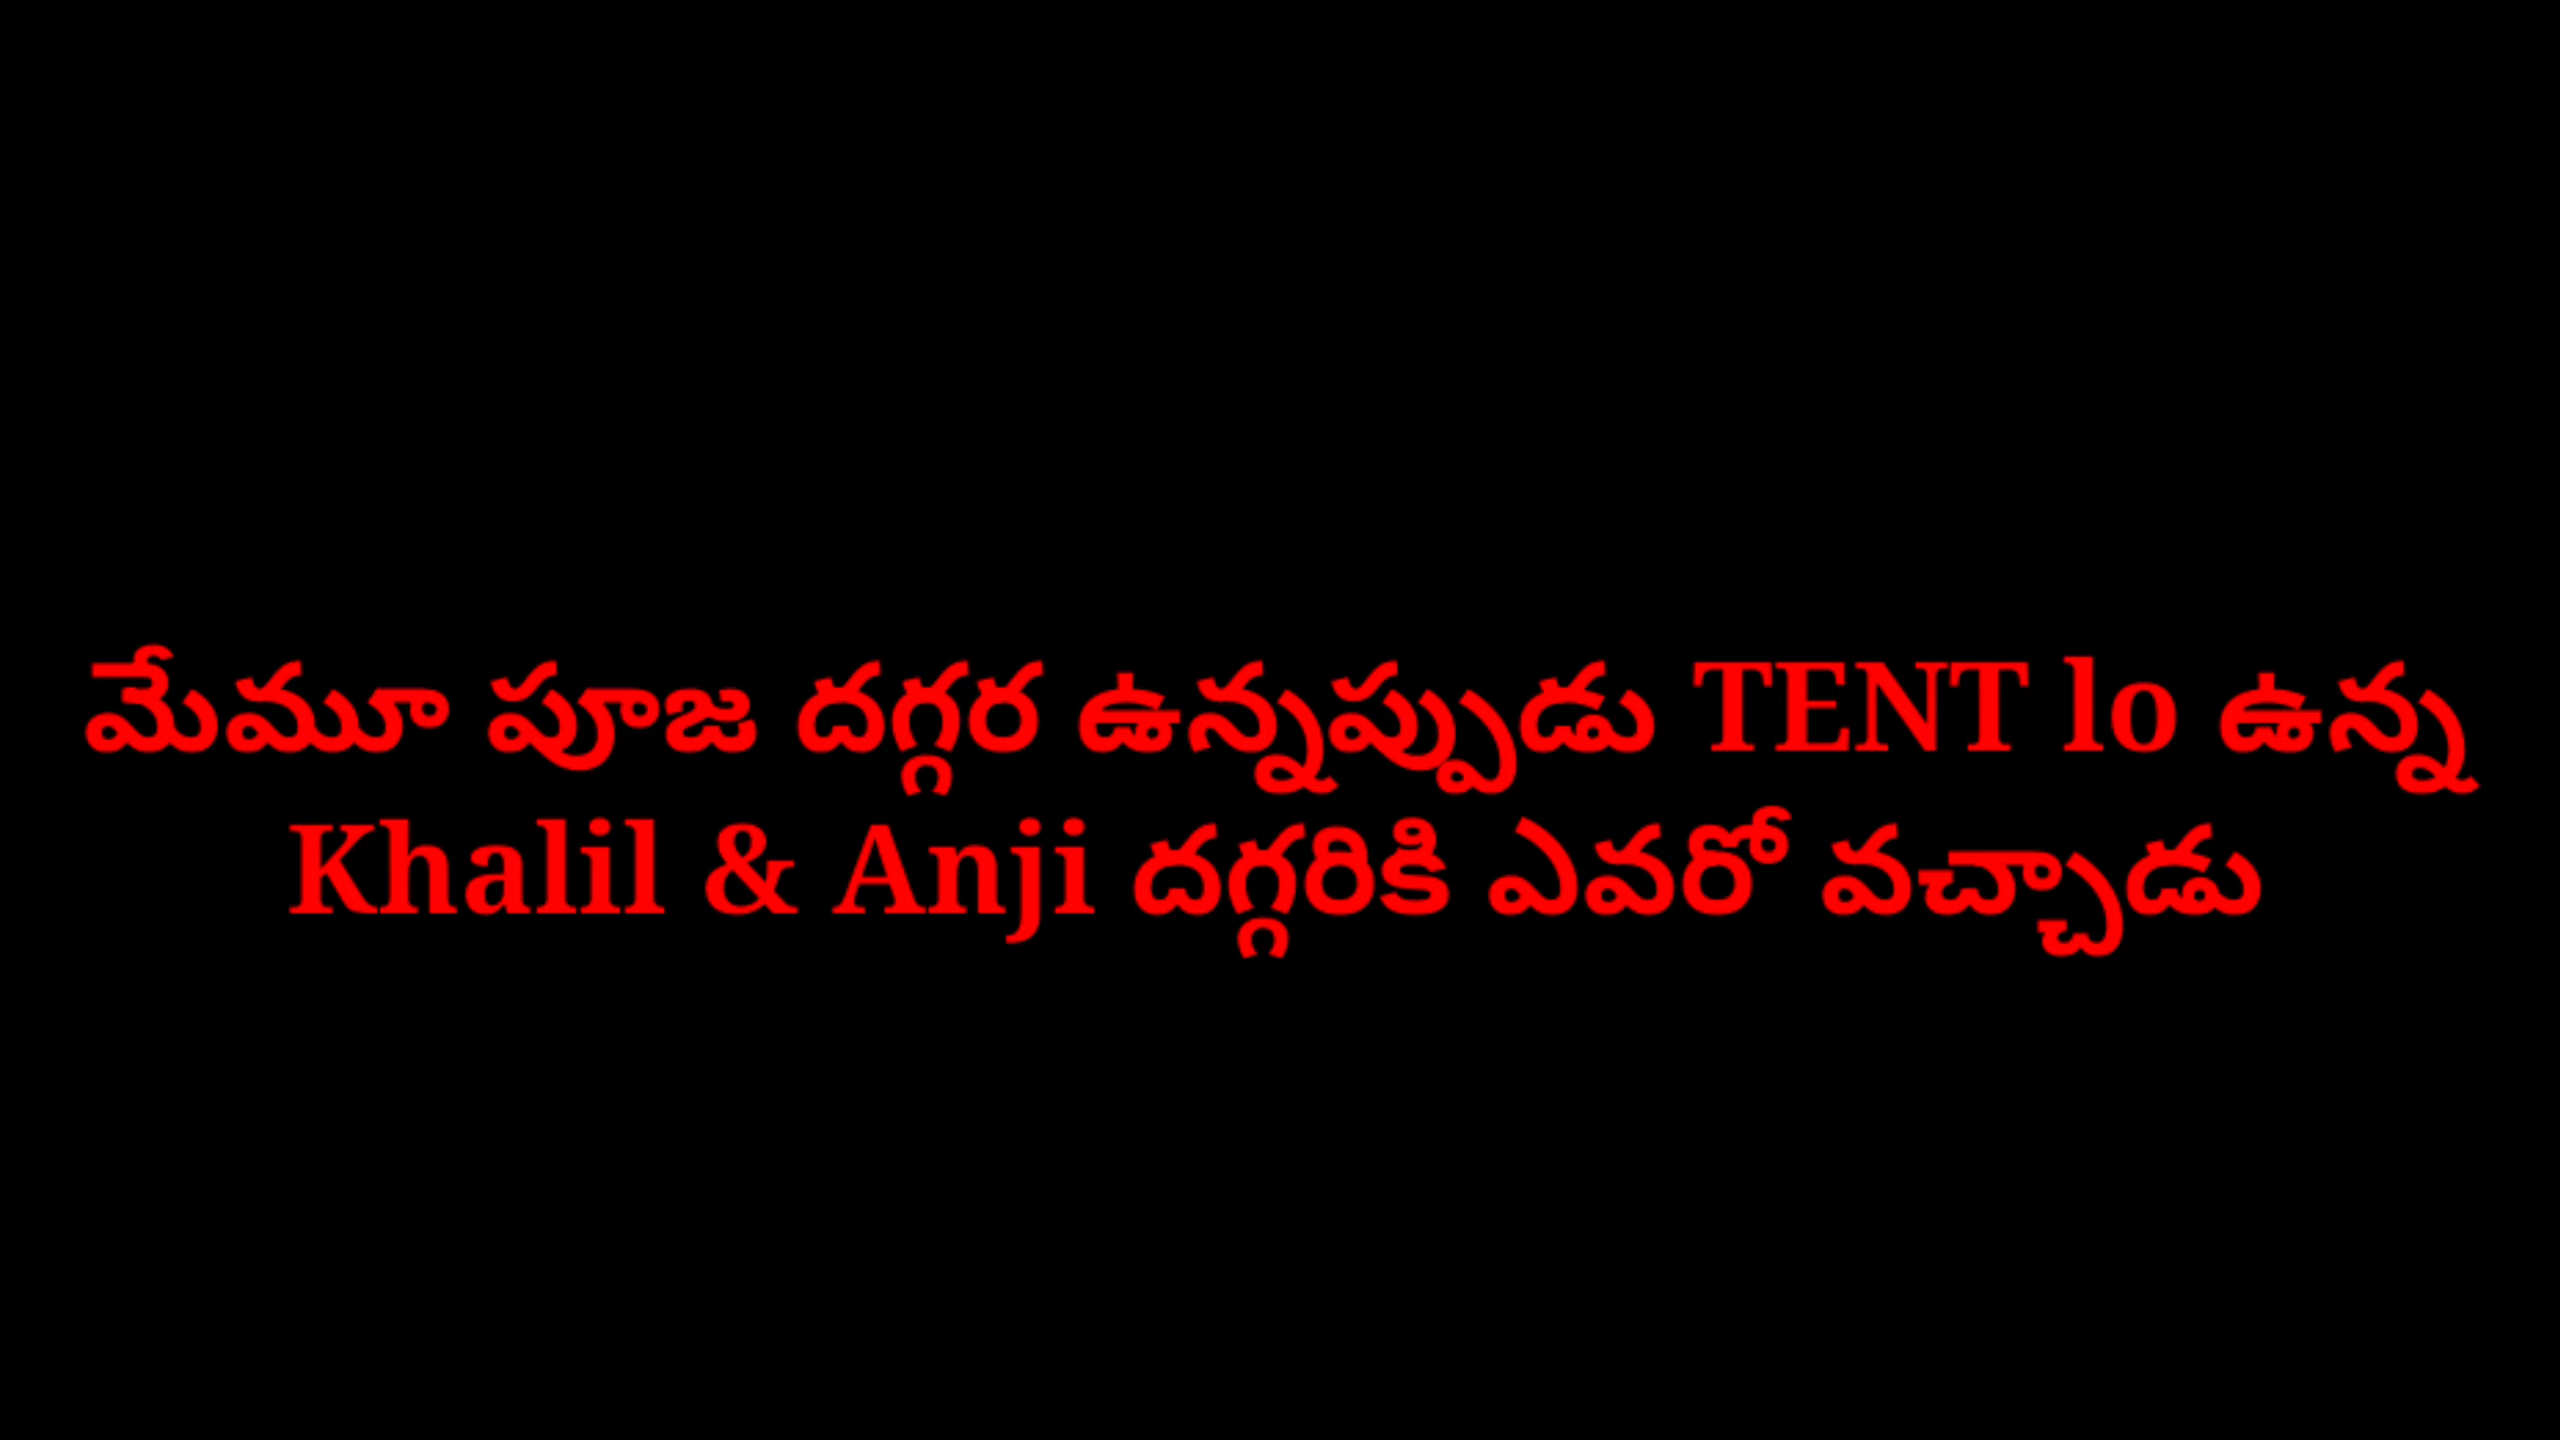 మేమూ పూజ దగ్గర ఉన్నప్పుడు TENT lo ఉన్న
Khalil & Anji దగ్గరికి ఎవరో వచ్చాడు